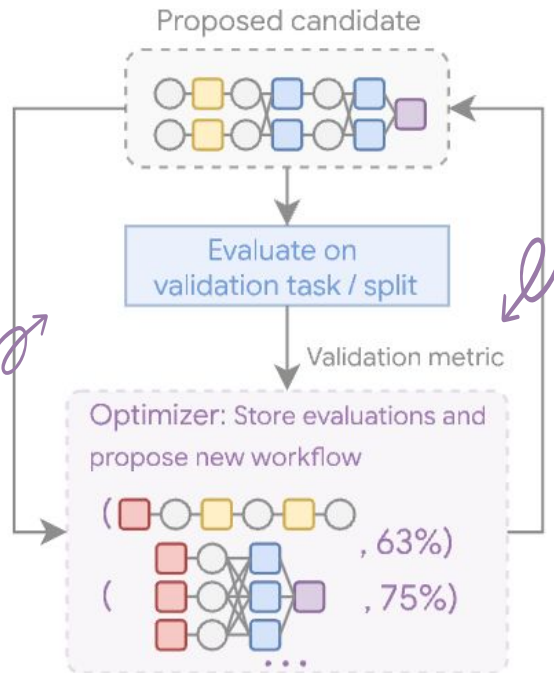 Proposed candidate
Evaluate on
validation task / split
Validation metric
Optimizer: Store evaluations and
propose new workflow
( , 63%)
( , 75%)
...